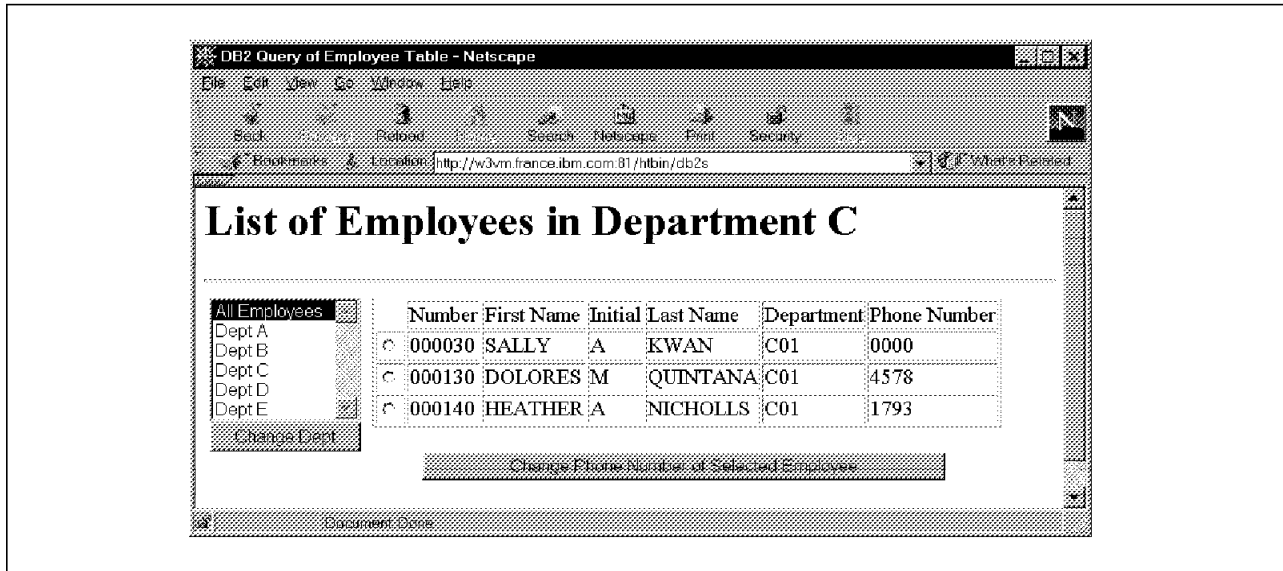 DB2 Query of Employee Table - Netscape
File Edit View Go Window Help
Back Reload Search Netscape Print Security
Bookmarks Location: http://w3vm.france.ibm.com:81/htbin/db2s What's Related
List of Employees in Department C
All Employees
Dept A
Dept B
Dept C
Dept D
Dept E
Change Dept
Number First Name Initial Last Name Department Phone Number
000030 SALLY A KWAN C01 0000
000130 DOLORES M QUINTANA C01 4578
000140 HEATHER A NICHOLLS C01 1793
Change Phone Number of Selected Employee
Document Done